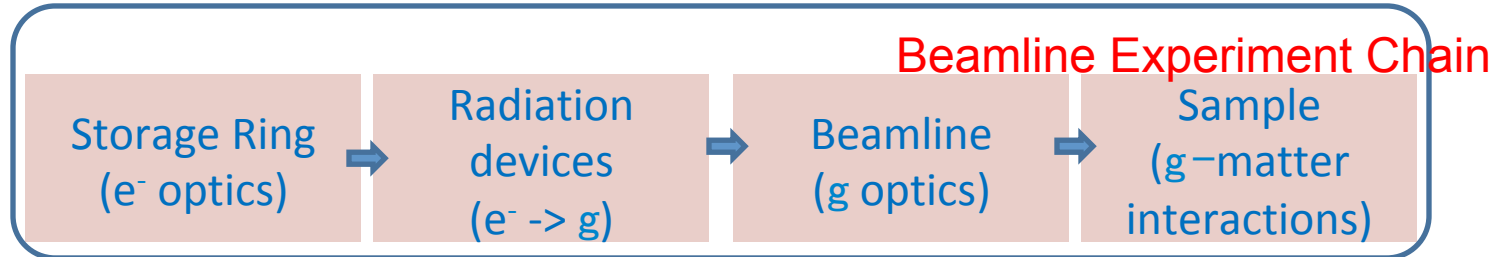 Beamline Experiment Chain
Storage Ring
(e⁻ optics)
Radiation
devices
(e⁻ -> g)
Beamline
(g optics)
Sample
(g–matter
interactions)